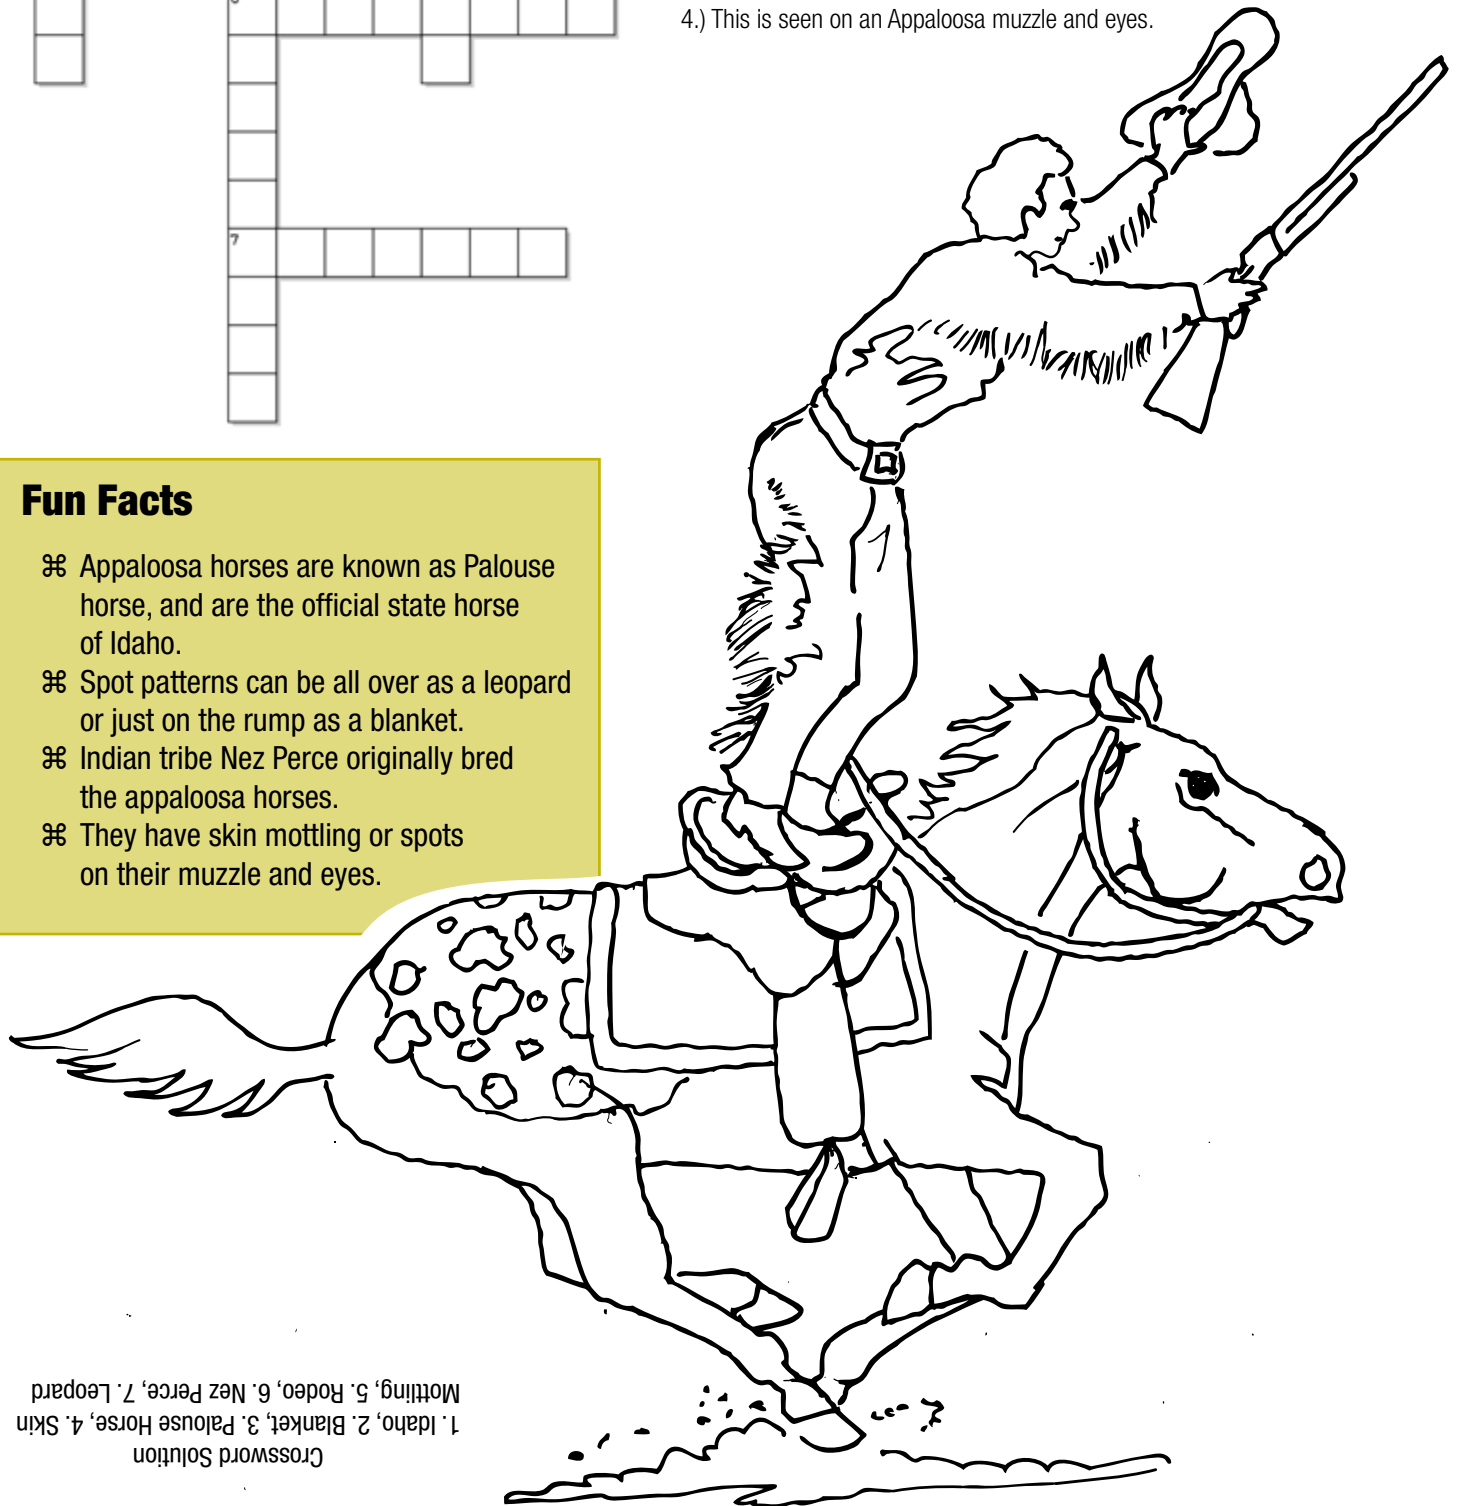 4.) This is seen on an Appaloosa muzzle and eyes.
7
Fun Facts
⌘ Appaloosa horses are known as Palouse
horse, and are the official state horse
of Idaho.
⌘ Spot patterns can be all over as a leopard
or just on the rump as a blanket.
⌘ Indian tribe Nez Perce originally bred
the appaloosa horses.
⌘ They have skin mottling or spots
on their muzzle and eyes.
Crossword Solution
1. Idaho, 2. Blanket, 3. Palouse Horse, 4. Skin
Mottling, 5. Rodeo, 6. Nez Perce, 7. Leopard